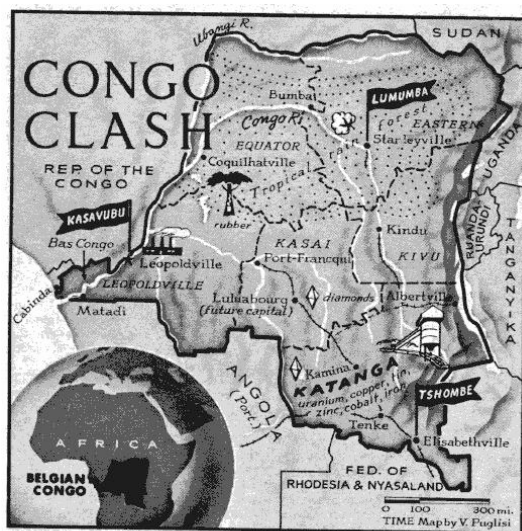 CONGO
CLASH
Ubangi R.
SUDAN
Bumba
LUMUMBA
Congo Ri
forest
EASTERN
EQUATOR
Stanleyville
Coquilhatville
Tropical rain
REP. OF THE
CONGO
UGANDA
KASAVUBU
rubber
Kindu
RUANDA-
URUNDI
Bas Congo
KASAI
KIVU
Leopoldville
Port-Francqui
TANGANYIKA
LEOPOLDVILLE
Cabinda
Luluabourg
(future capital)
diamonds
Albertville
Matadi
Kamina
KATANGA
uranium, copper, tin,
zinc, cobalt, iron
ANGOLA
(Port.)
TSHOMBE
Tenke
Elisabethville
AFRICA
BELGIAN
CONGO
FED. OF
RHODESIA & NYASALAND
0 100 300 mi.
TIME Map by V. Puglisi